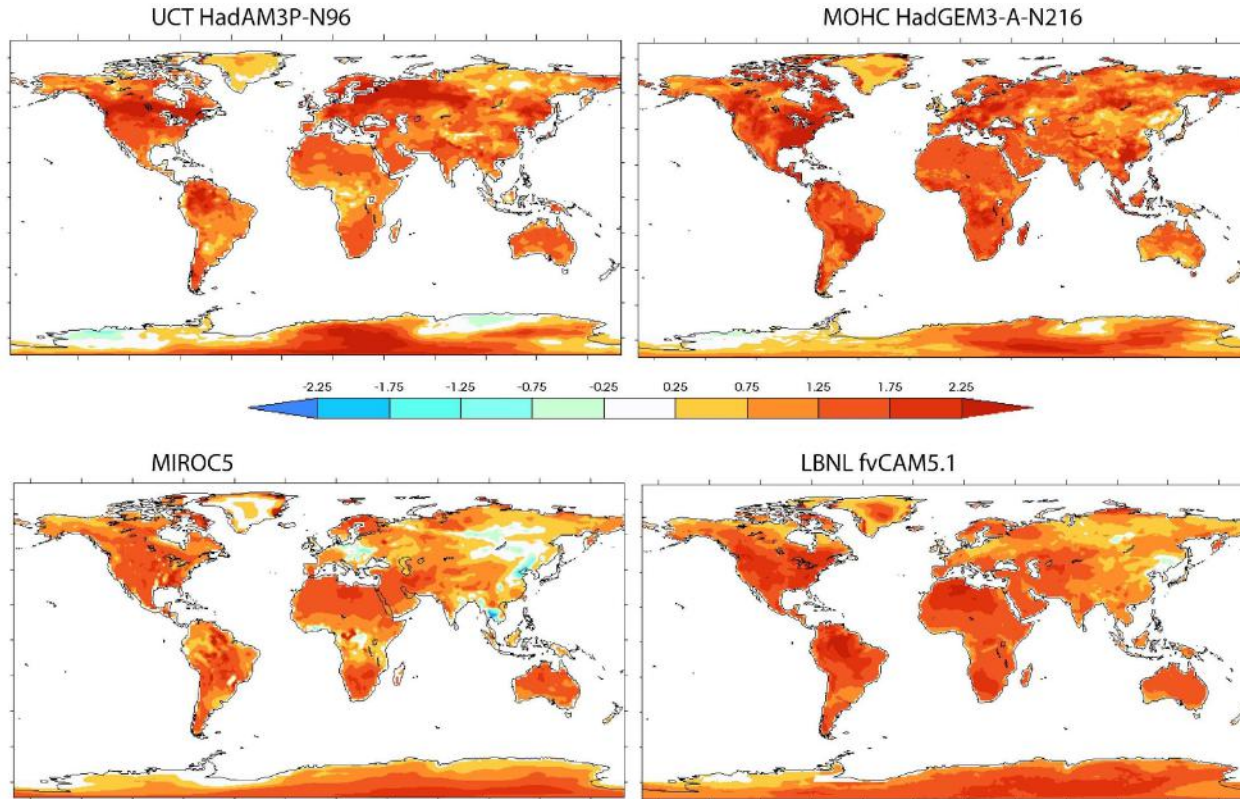 UCT HadAM3P-N96
MOHC HadGEM3-A-N216
-2.25 -1.75 -1.25 -0.75 -0.25 0.25 0.75 1.25 1.75 2.25
MIROC5
LBNL fvCAM5.1